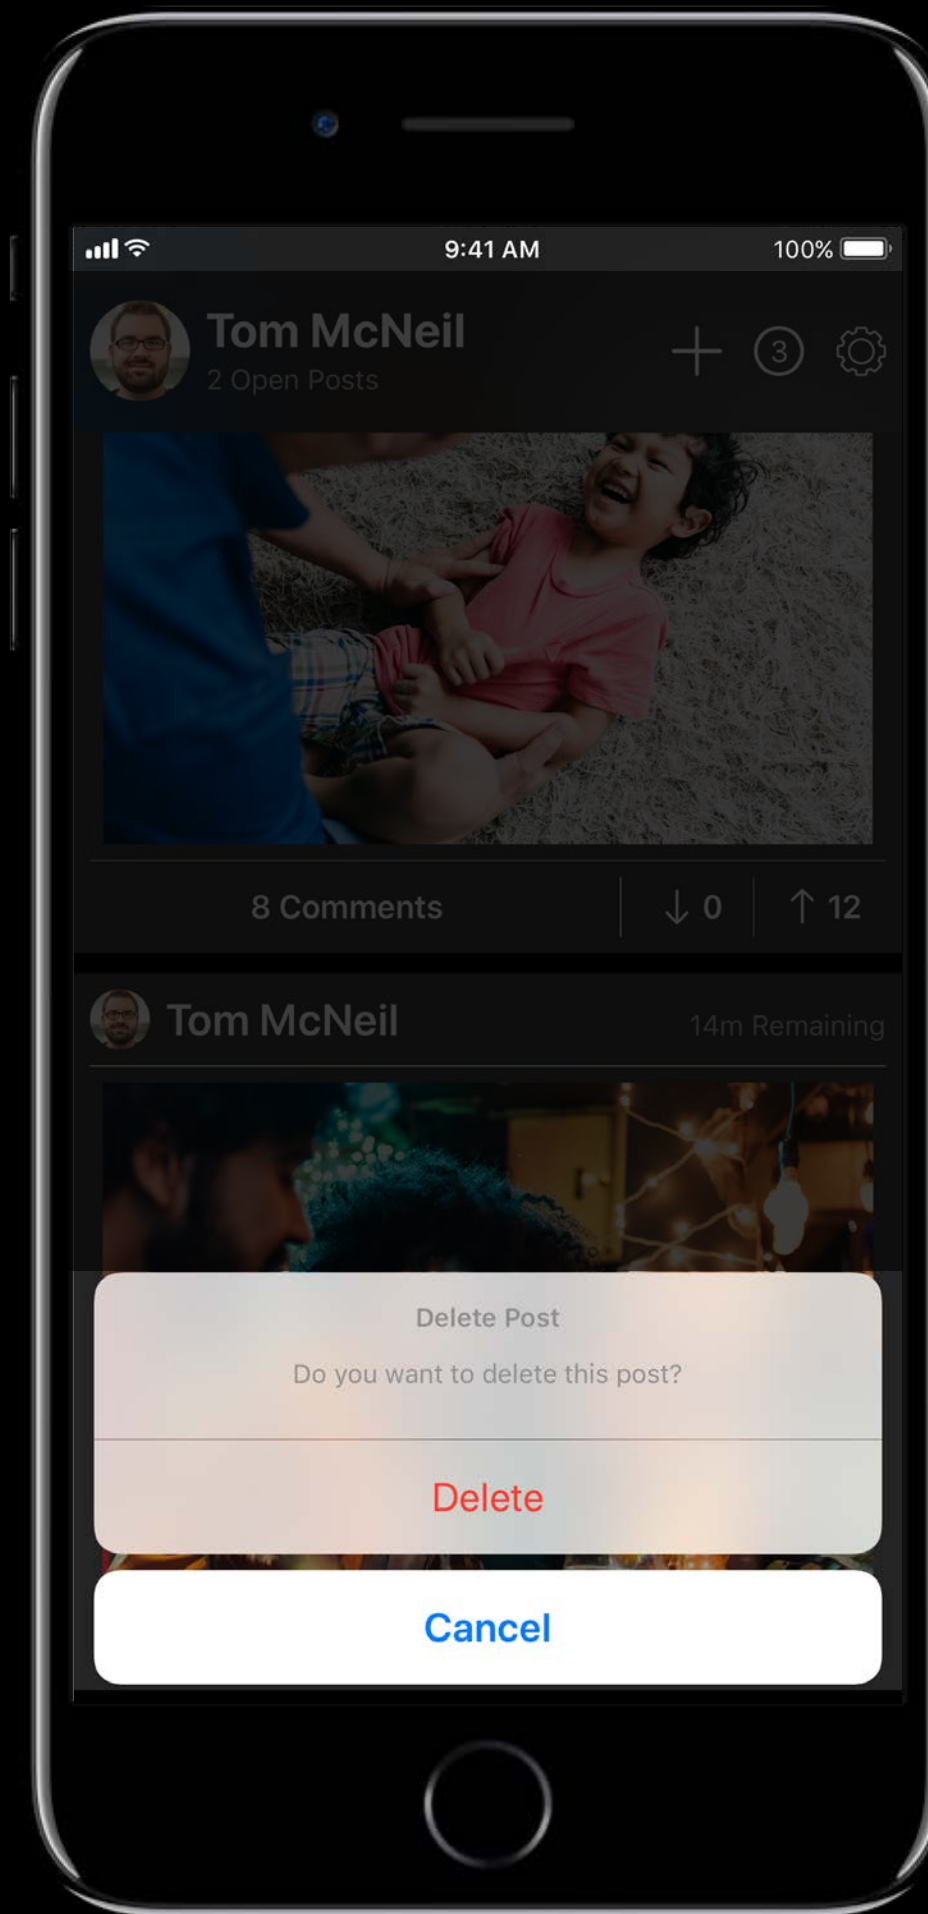 9:41 AM
100%
Tom McNeil
2 Open Posts
3
8 Comments
↓ 0
↑ 12
Tom McNeil
14m Remaining
Delete Post
Do you want to delete this post?
Delete
Cancel